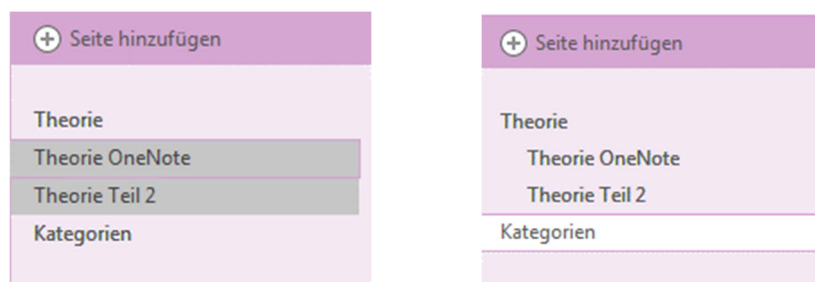 Seite hinzufügen
Theorie
Theorie OneNote
Theorie Teil 2
Kategorien
Seite hinzufügen
Theorie
Theorie OneNote
Theorie Teil 2
Kategorien